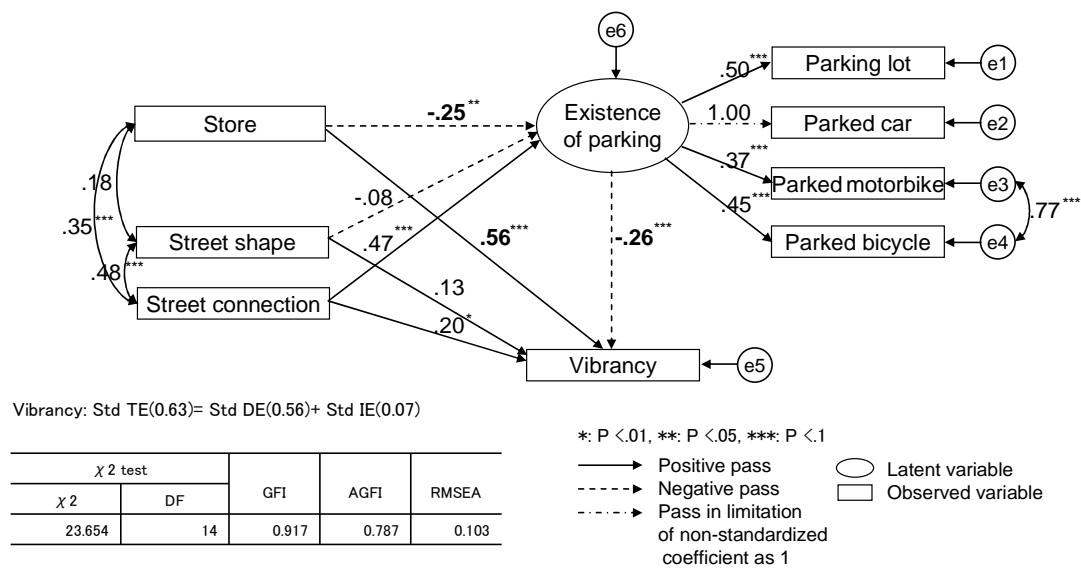 e6
Existence
of parking
Store
Street shape
Street connection
.18
.35***
.48***
-.25**
-.08
.47***
.56***
.13
.20*
-.26***
.50***
1.00
.37***
.45***
Parking lot
Parked car
Parked motorbike
Parked bicycle
e1
e2
e3
e4
.77***
Vibrancy
e5
Vibrancy: Std TE(0.63)= Std DE(0.56)+ Std IE(0.07)
χ2 test
χ2 DF GFI AGFI RMSEA
23.654 14 0.917 0.787 0.103
*: P <.01, **: P <.05, ***: P <.1
Positive pass
Negative pass
Pass in limitation
of non-standardized
coefficient as 1
Latent variable
Observed variable